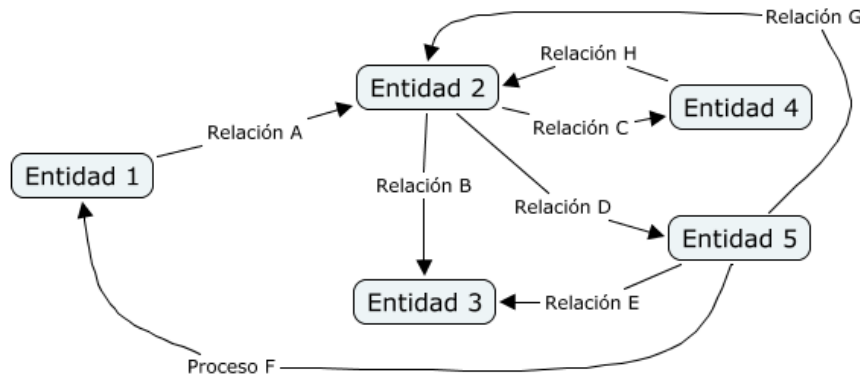 Relación G
Relación H
Entidad 2
Entidad 4
Relación A
Relación C
Entidad 1
Relación B
Relación D
Entidad 5
Entidad 3
Relación E
Proceso F